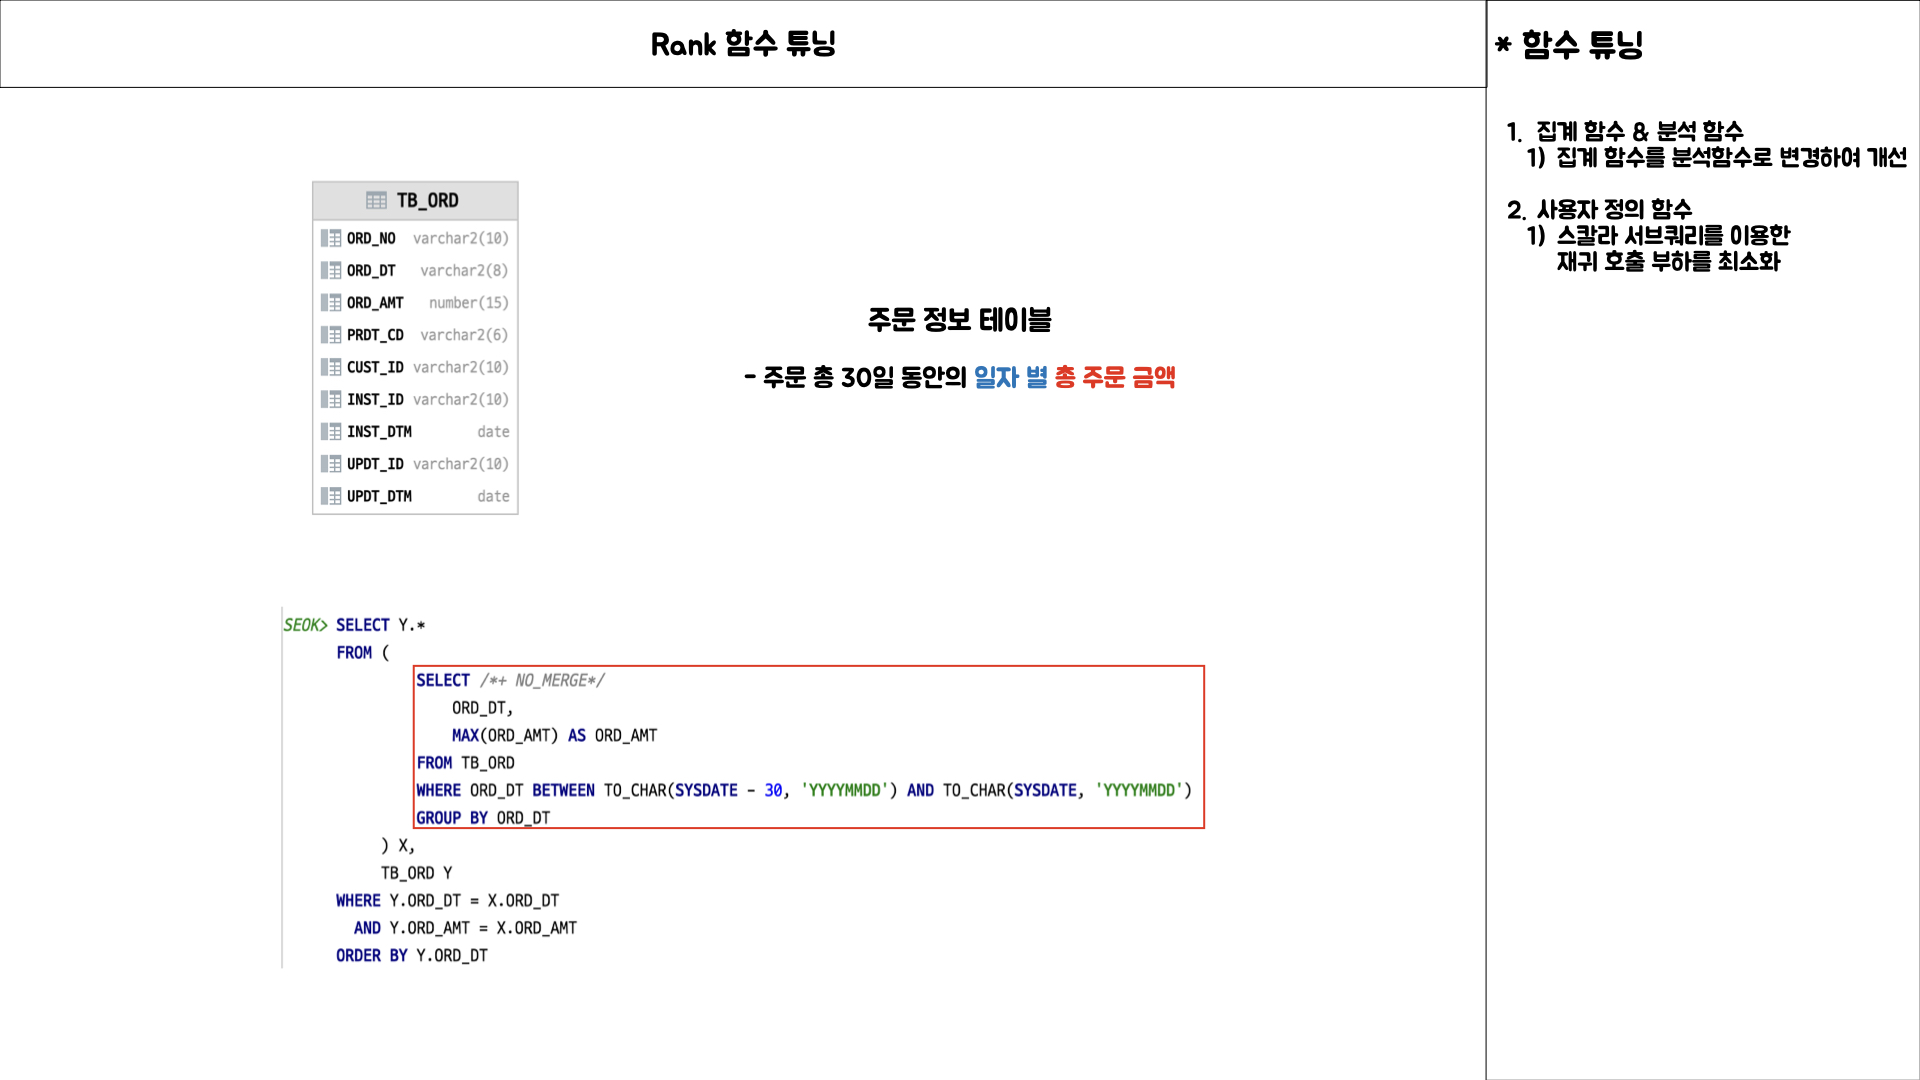 Rank 함수 튜닝
* 함수 튜닝
1. 집계 함수 & 분석 함수
1) 집계 함수를 분석함수로 변경하여 개선
2. 사용자 정의 함수
1) 스칼라 서브쿼리를 이용한
재귀 호출 부하를 최소화
TB_ORD
ORD_NO varchar2(10)
ORD_DT varchar2(8)
ORD_AMT number(15)
PRDT_CD varchar2(6)
CUST_ID varchar2(10)
INST_ID varchar2(10)
INST_DTM date
UPDT_ID varchar2(10)
UPDT_DTM date
주문 정보 테이블
- 주문 총 30일 동안의 일자 별 총 주문 금액
SEOK> SELECT Y.*
FROM (
SELECT /*+ NO_MERGE*/
ORD_DT,
MAX(ORD_AMT) AS ORD_AMT
FROM TB_ORD
WHERE ORD_DT BETWEEN TO_CHAR(SYSDATE - 30, 'YYYYMMDD') AND TO_CHAR(SYSDATE, 'YYYYMMDD')
GROUP BY ORD_DT
) X,
TB_ORD Y
WHERE Y.ORD_DT = X.ORD_DT
AND Y.ORD_AMT = X.ORD_AMT
ORDER BY Y.ORD_DT